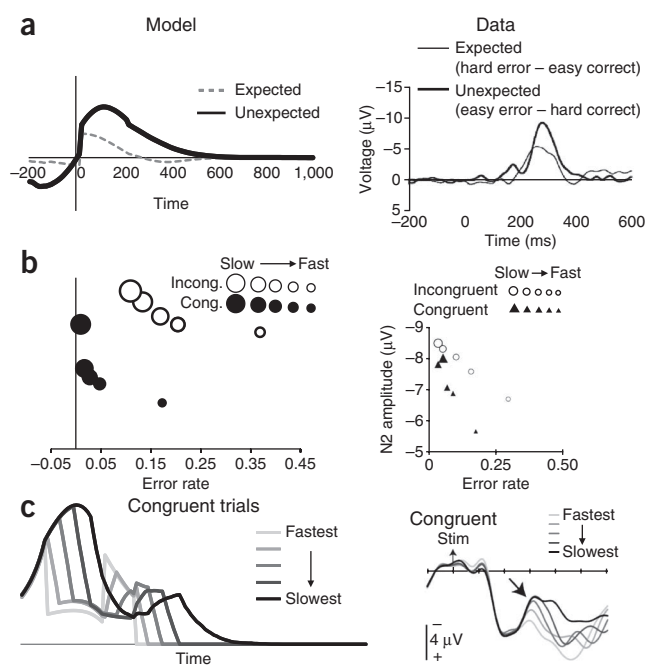 a
Model
Expected
Unexpected
–200 0 200 400 600 800 1,000
Time
Data
Expected
(hard error – easy correct)
Unexpected
(easy error – hard correct)
–15
–10
–5
0
5
Voltage (µV)
–200 0 200 400 600
Time (ms)
b
Slow Fast
Incong.
Cong.
–0.05 0.05 0.15 0.25 0.35 0.45
Error rate
Slow Fast
Incongruent
Congruent
–9
–8
–7
–6
–5
N2 amplitude (µV)
0 0.50
Error rate
c
Congruent trials
Fastest
Slowest
Time
Congruent
Stim
Fastest
Slowest
–
4 µV
+